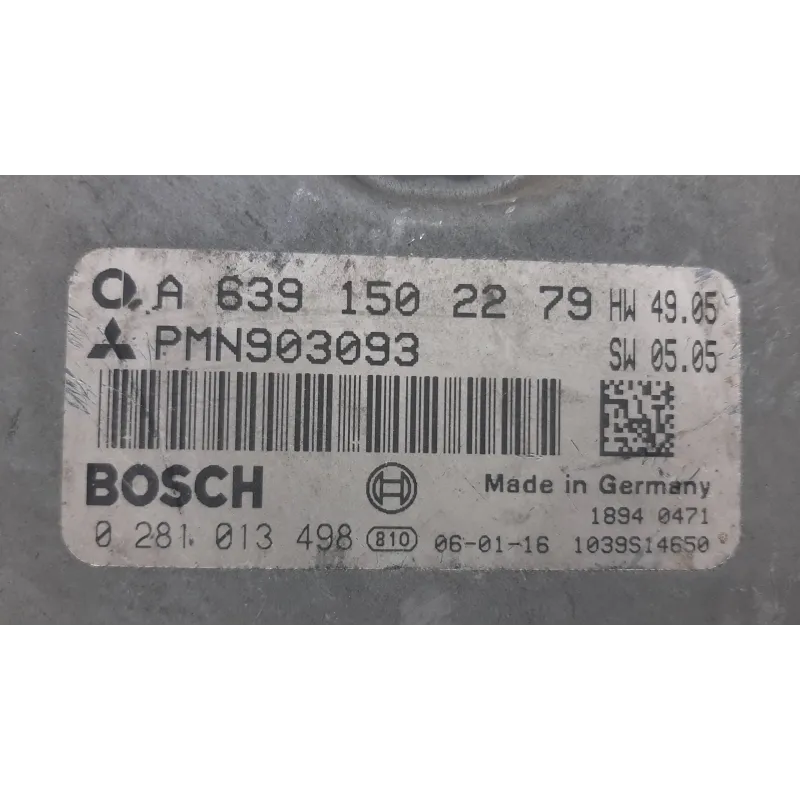 A 639 150 22 79 HW 49.05
PMN903093 SW 05.05
BOSCH Made in Germany
1894 0471
0 281 013 498 810 06-01-16 1039S14650